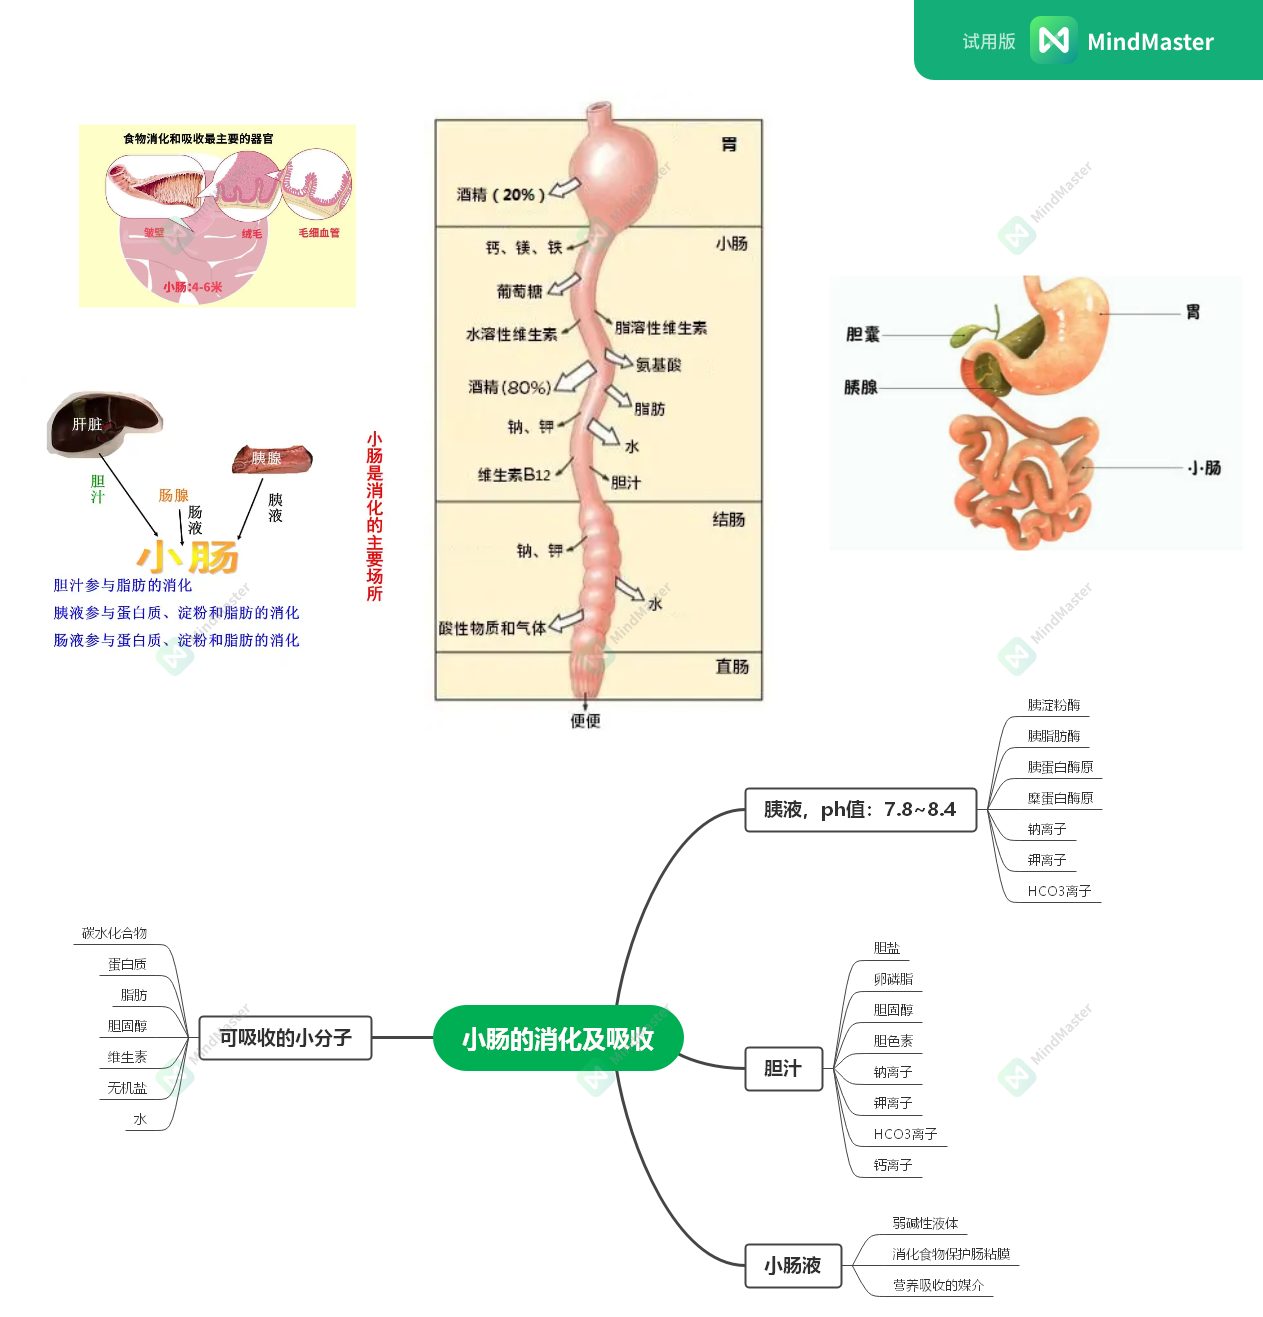 试用版
MindMaster
食物消化和吸收最主要的器官
皱壁
绒毛
毛细血管
小肠:4-6米
胃
酒精（20%）
小肠
钙、镁、铁
葡萄糖
水溶性维生素
脂溶性维生素
氨基酸
酒精(80%)
脂肪
钠、钾
水
维生素B12
胆汁
结肠
钠、钾
水
酸性物质和气体
直肠
便便
胆囊
胃
胰腺
小肠
肝脏
胰腺
胆汁
肠腺
肠液
胰液
小肠
胆汁参与脂肪的消化
胰液参与蛋白质、淀粉和脂肪的消化
肠液参与蛋白质、淀粉和脂肪的消化
小肠是消化的主要场所
小肠的消化及吸收
胰液，ph值：7.8~8.4
胰淀粉酶
胰脂肪酶
胰蛋白酶原
糜蛋白酶原
钠离子
钾离子
HCO3离子
胆汁
胆盐
卵磷脂
胆固醇
胆色素
钠离子
钾离子
HCO3离子
钙离子
小肠液
弱碱性液体
消化食物保护肠粘膜
营养吸收的媒介
可吸收的小分子
碳水化合物
蛋白质
脂肪
胆固醇
维生素
无机盐
水
MindMaster
MindMaster
MindMaster
MindMaster
MindMaster
MindMaster
MindMaster
MindMaster
MindMaster